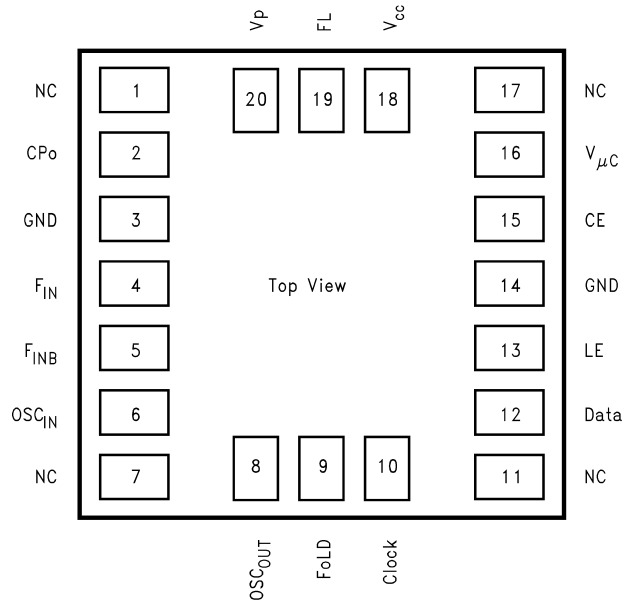 Vp FL Vcc
20 19 18
NC 1 17 NC
CPo 2 16 VμC
GND 3 15 CE
FIN 4 14 GND
Top View
FINB 5 13 LE
OSCIN 6 12 Data
NC 7 11 NC
8 9 10
OSCOUT FoLD Clock